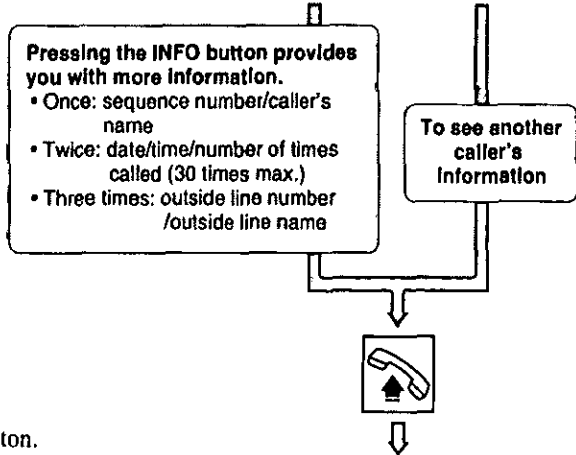 Pressing the INFO button provides
you with more information.
• Once: sequence number/caller's
name
• Twice: date/time/number of times
called (30 times max.)
• Three times: outside line number
/outside line name
To see another
caller's
Information
ton.